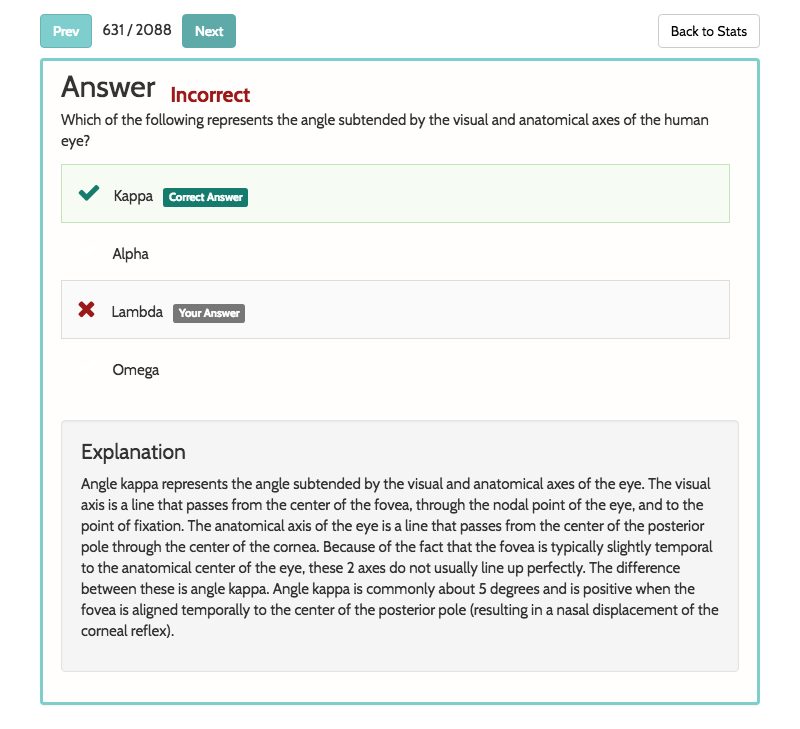 Prev 631 / 2088 Next Back to Stats
Answer Incorrect
Which of the following represents the angle subtended by the visual and anatomical axes of the human
eye?
Kappa Correct Answer
Alpha
Lambda Your Answer
Omega
Explanation
Angle kappa represents the angle subtended by the visual and anatomical axes of the eye. The visual
axis is a line that passes from the center of the fovea, through the nodal point of the eye, and to the
point of fixation. The anatomical axis of the eye is a line that passes from the center of the posterior
pole through the center of the cornea. Because of the fact that the fovea is typically slightly temporal
to the anatomical center of the eye, these 2 axes do not usually line up perfectly. The difference
between these is angle kappa. Angle kappa is commonly about 5 degrees and is positive when the
fovea is aligned temporally to the center of the posterior pole (resulting in a nasal displacement of the
corneal reflex).